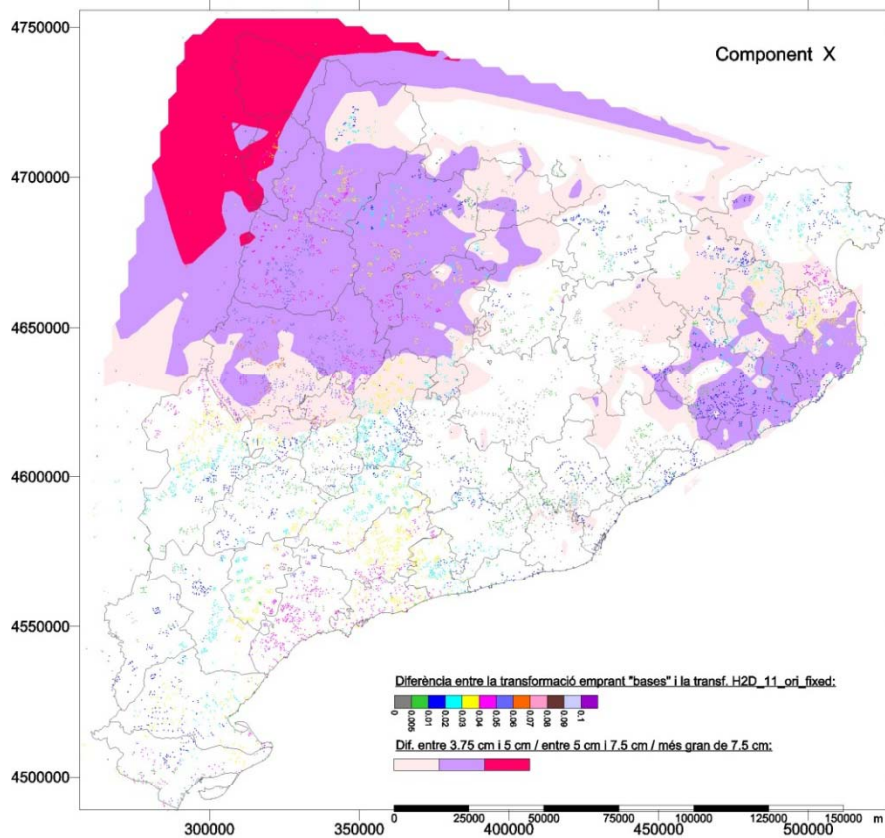 4750000
Component X
4700000
4650000
4600000
4550000
Diferència entre la transformació emprant "bases" i la transf. H2D_11_ori_fixed:
0 0.005 0.01 0.02 0.03 0.04 0.05 0.06 0.07 0.08 0.09 0.1
Dif. entre 3.75 cm i 5 cm / entre 5 cm i 7.5 cm / més gran de 7.5 cm:
4500000
0 25000 50000 75000 100000 125000 150000 m
300000 350000 400000 450000 500000